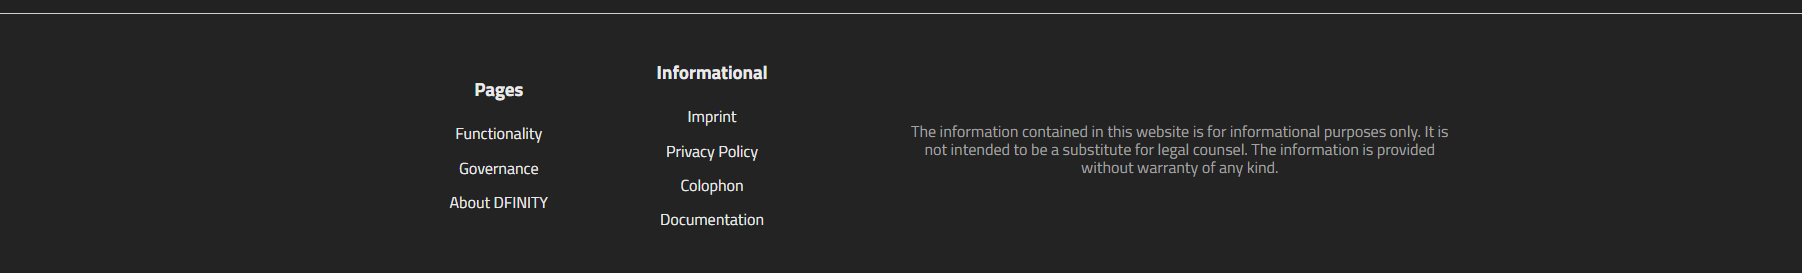 Pages
Functionality
Governance
About DFINITY
Informational
Imprint
Privacy Policy
Colophon
Documentation
The information contained in this website is for informational purposes only. It is
not intended to be a substitute for legal counsel. The information is provided
without warranty of any kind.